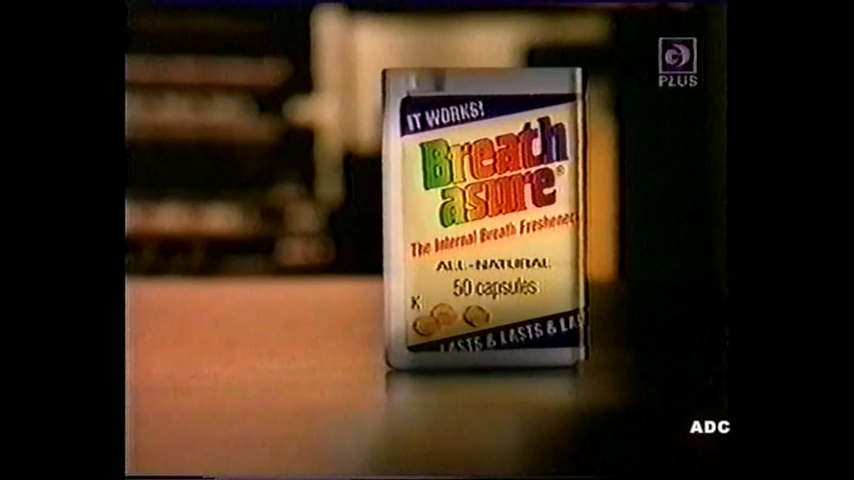 PLUS
IT WORKS!
Breath
asure®
The Internal Breath Freshener
ALL-NATURAL
50 capsules
K
LASTS & LASTS & LA
ADC